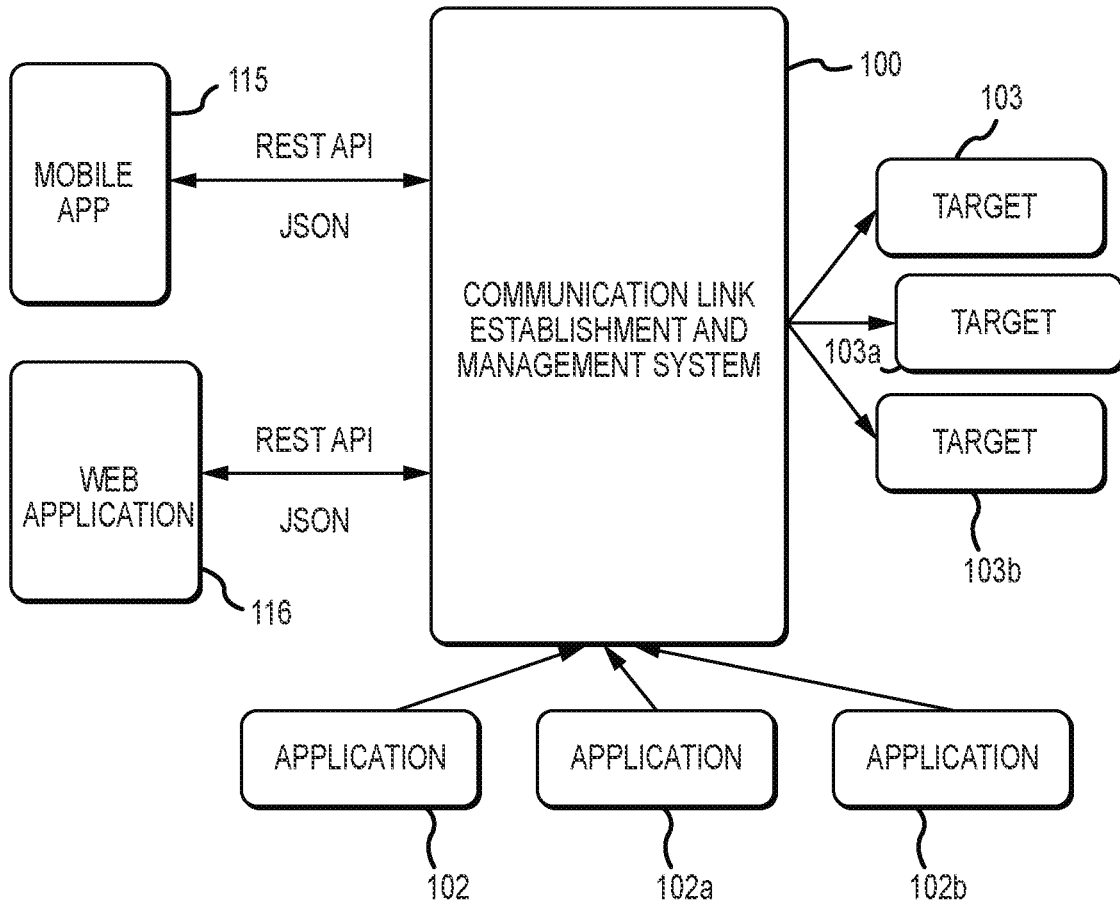 100
115
103
REST API
MOBILE
APP
TARGET
JSON
COMMUNICATION LINK
ESTABLISHMENT AND
MANAGEMENT SYSTEM
TARGET
103a
REST API
TARGET
WEB
APPLICATION
JSON
103b
116
APPLICATION
APPLICATION
APPLICATION
102
102a
102b